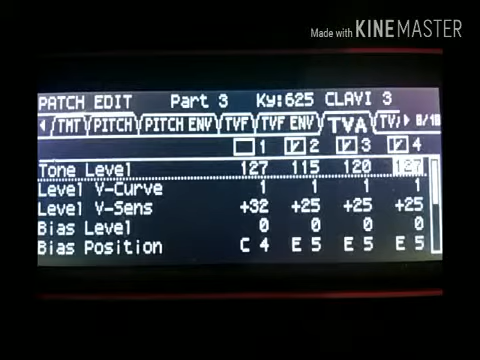 Made with KINEMASTER
PATCH EDIT Part 3 Ky:625 CLAVI 3
TMT PITCH PITCH ENV TVF TVF ENV TVA TV 8/18
1 2 3 4
Tone Level 127 115 120 127
Level V-Curve 1 1 1 1
Level V-Sens +32 +25 +25 +25
Bias Level 0 0 0 0
Bias Position C 4 E 5 E 5 E 5